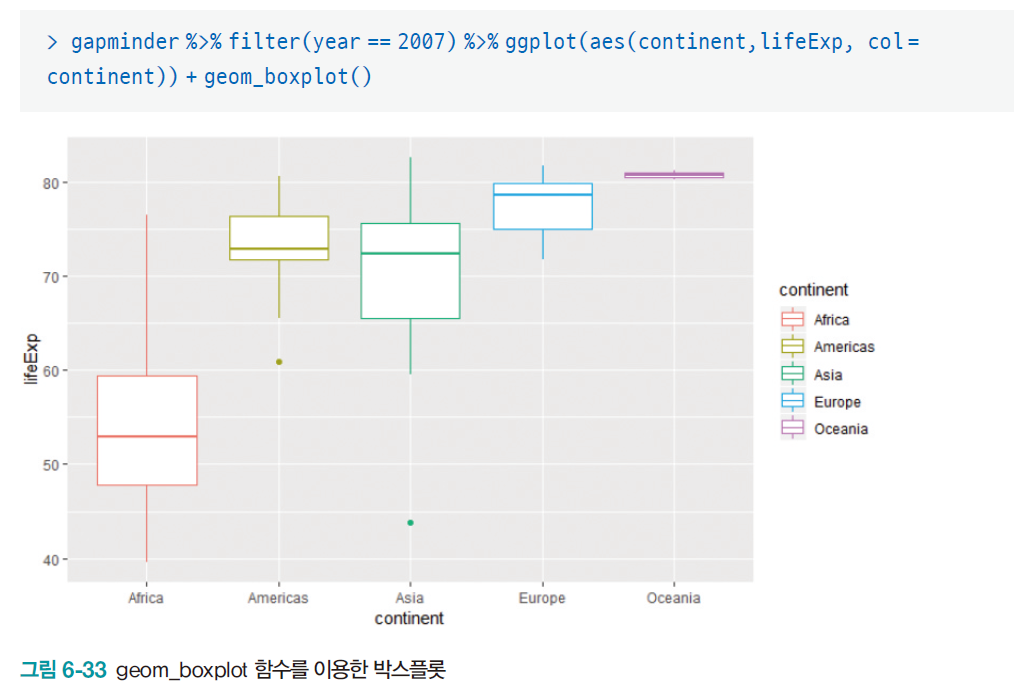 > gapminder %>% filter(year == 2007) %>% ggplot(aes(continent,lifeExp, col=
continent)) + geom_boxplot()
80
70
60
50
40
lifeExp
Africa Americas Asia Europe Oceania
continent
continent
Africa
Americas
Asia
Europe
Oceania
그림 6-33 geom_boxplot 함수를 이용한 박스플롯